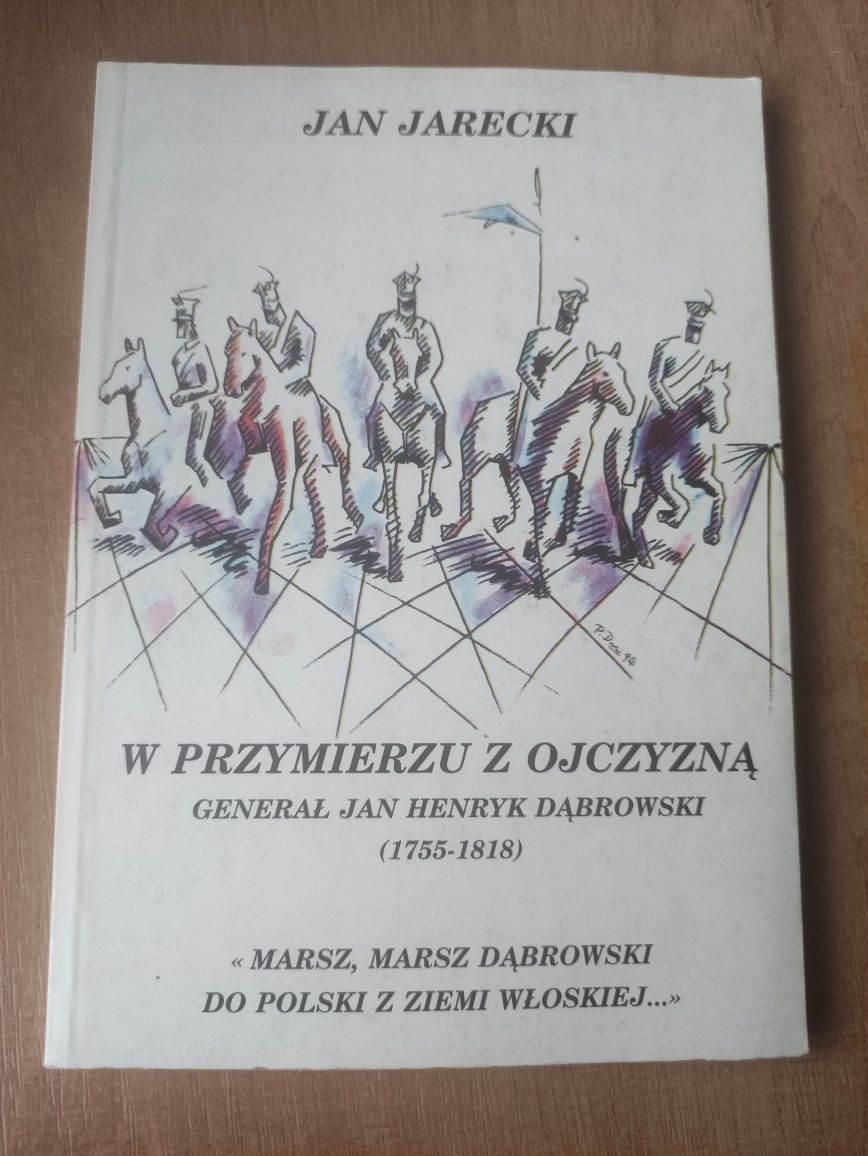 JAN JARECKI
W PRZYMIERZU Z OJCZYZNĄ
GENERAŁ JAN HENRYK DĄBROWSKI
(1755-1818)
« MARSZ, MARSZ DĄBROWSKI
DO POLSKI Z ZIEMI WŁOSKIEJ...»